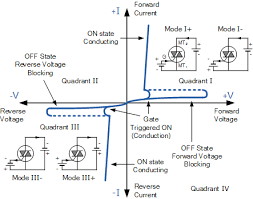 +I
Forward
Current
-V
+V
ON state
Conducting
Mode I+
Mode I-
MT₂
MT₁
OFF State
Reverse Voltage
Blocking
Quadrant II
Quadrant I
Reverse
Voltage
Gate
Triggered ON
(Conduction)
Forward
Voltage
Quadrant III
OFF State
Forward Voltage
Blocking
ON state
Conducting
Mode III-
Mode III+
-I
Reverse
Current
Quadrant IV